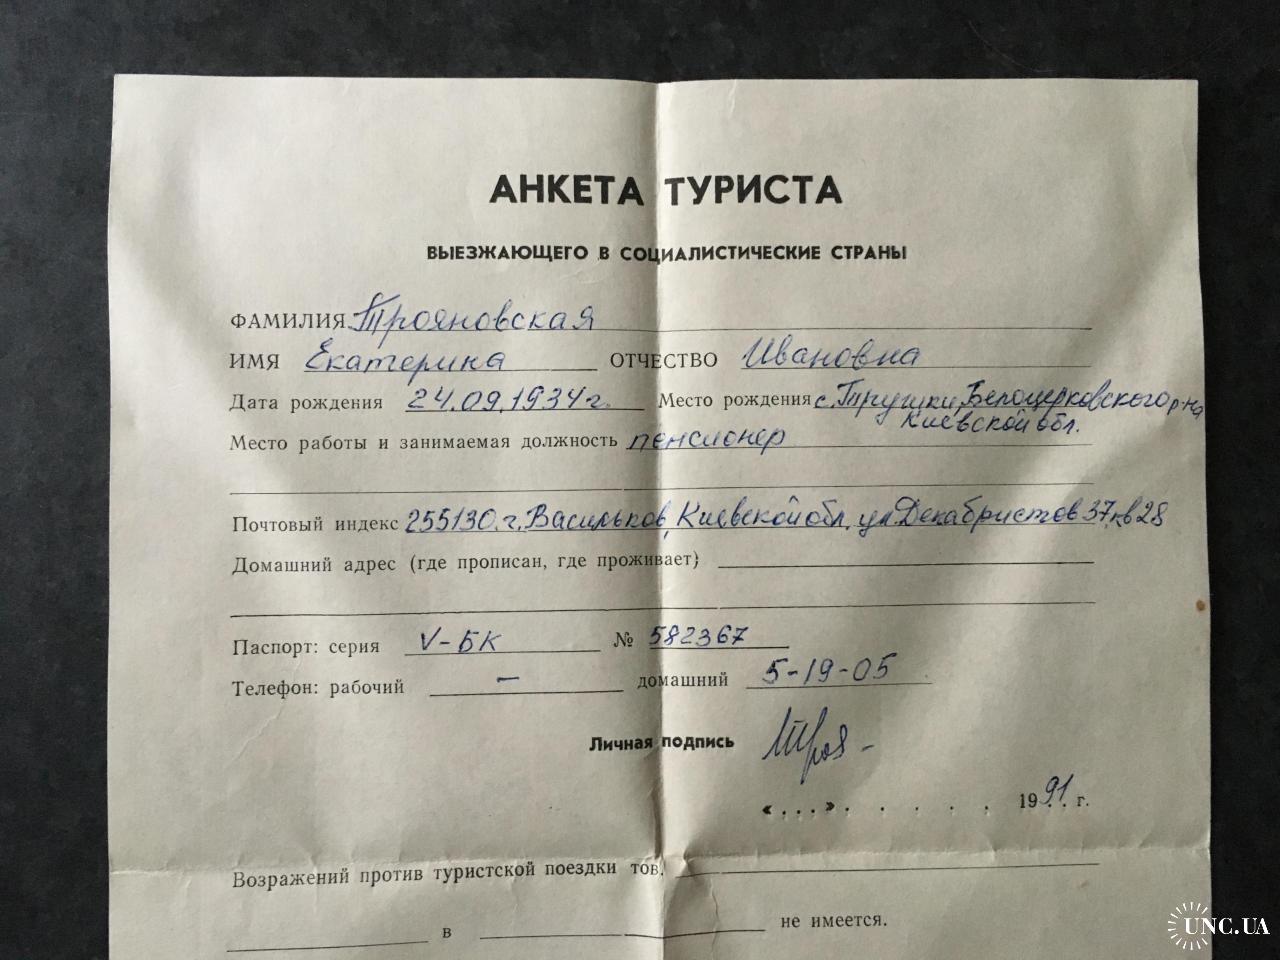 АНКЕТА ТУРИСТА
ВЫЕЗЖАЮЩЕГО В СОЦИАЛИСТИЧЕСКИЕ СТРАНЫ
ФАМИЛИЯ Трояновская
ИМЯ Екатерина ОТЧЕСТВО Ивановна
Дата рождения 24.09.1934г. Место рождения с. Трушки, Белоцерковского р-на
Киевской обл.
Место работы и занимаемая должность пенсионер
Почтовый индекс 255130. г. Васильков, Киевской обл, ул Декабристов 37, кв 28
Домашний адрес (где прописан, где проживает)
Паспорт: серия V-БК № 582367
Телефон: рабочий — домашний 5-19-05
Личная подпись Троя-
«...» . . . . . . 1991 г.
Возражений против туристской поездки тов.
в не имеется.
UNC.UA